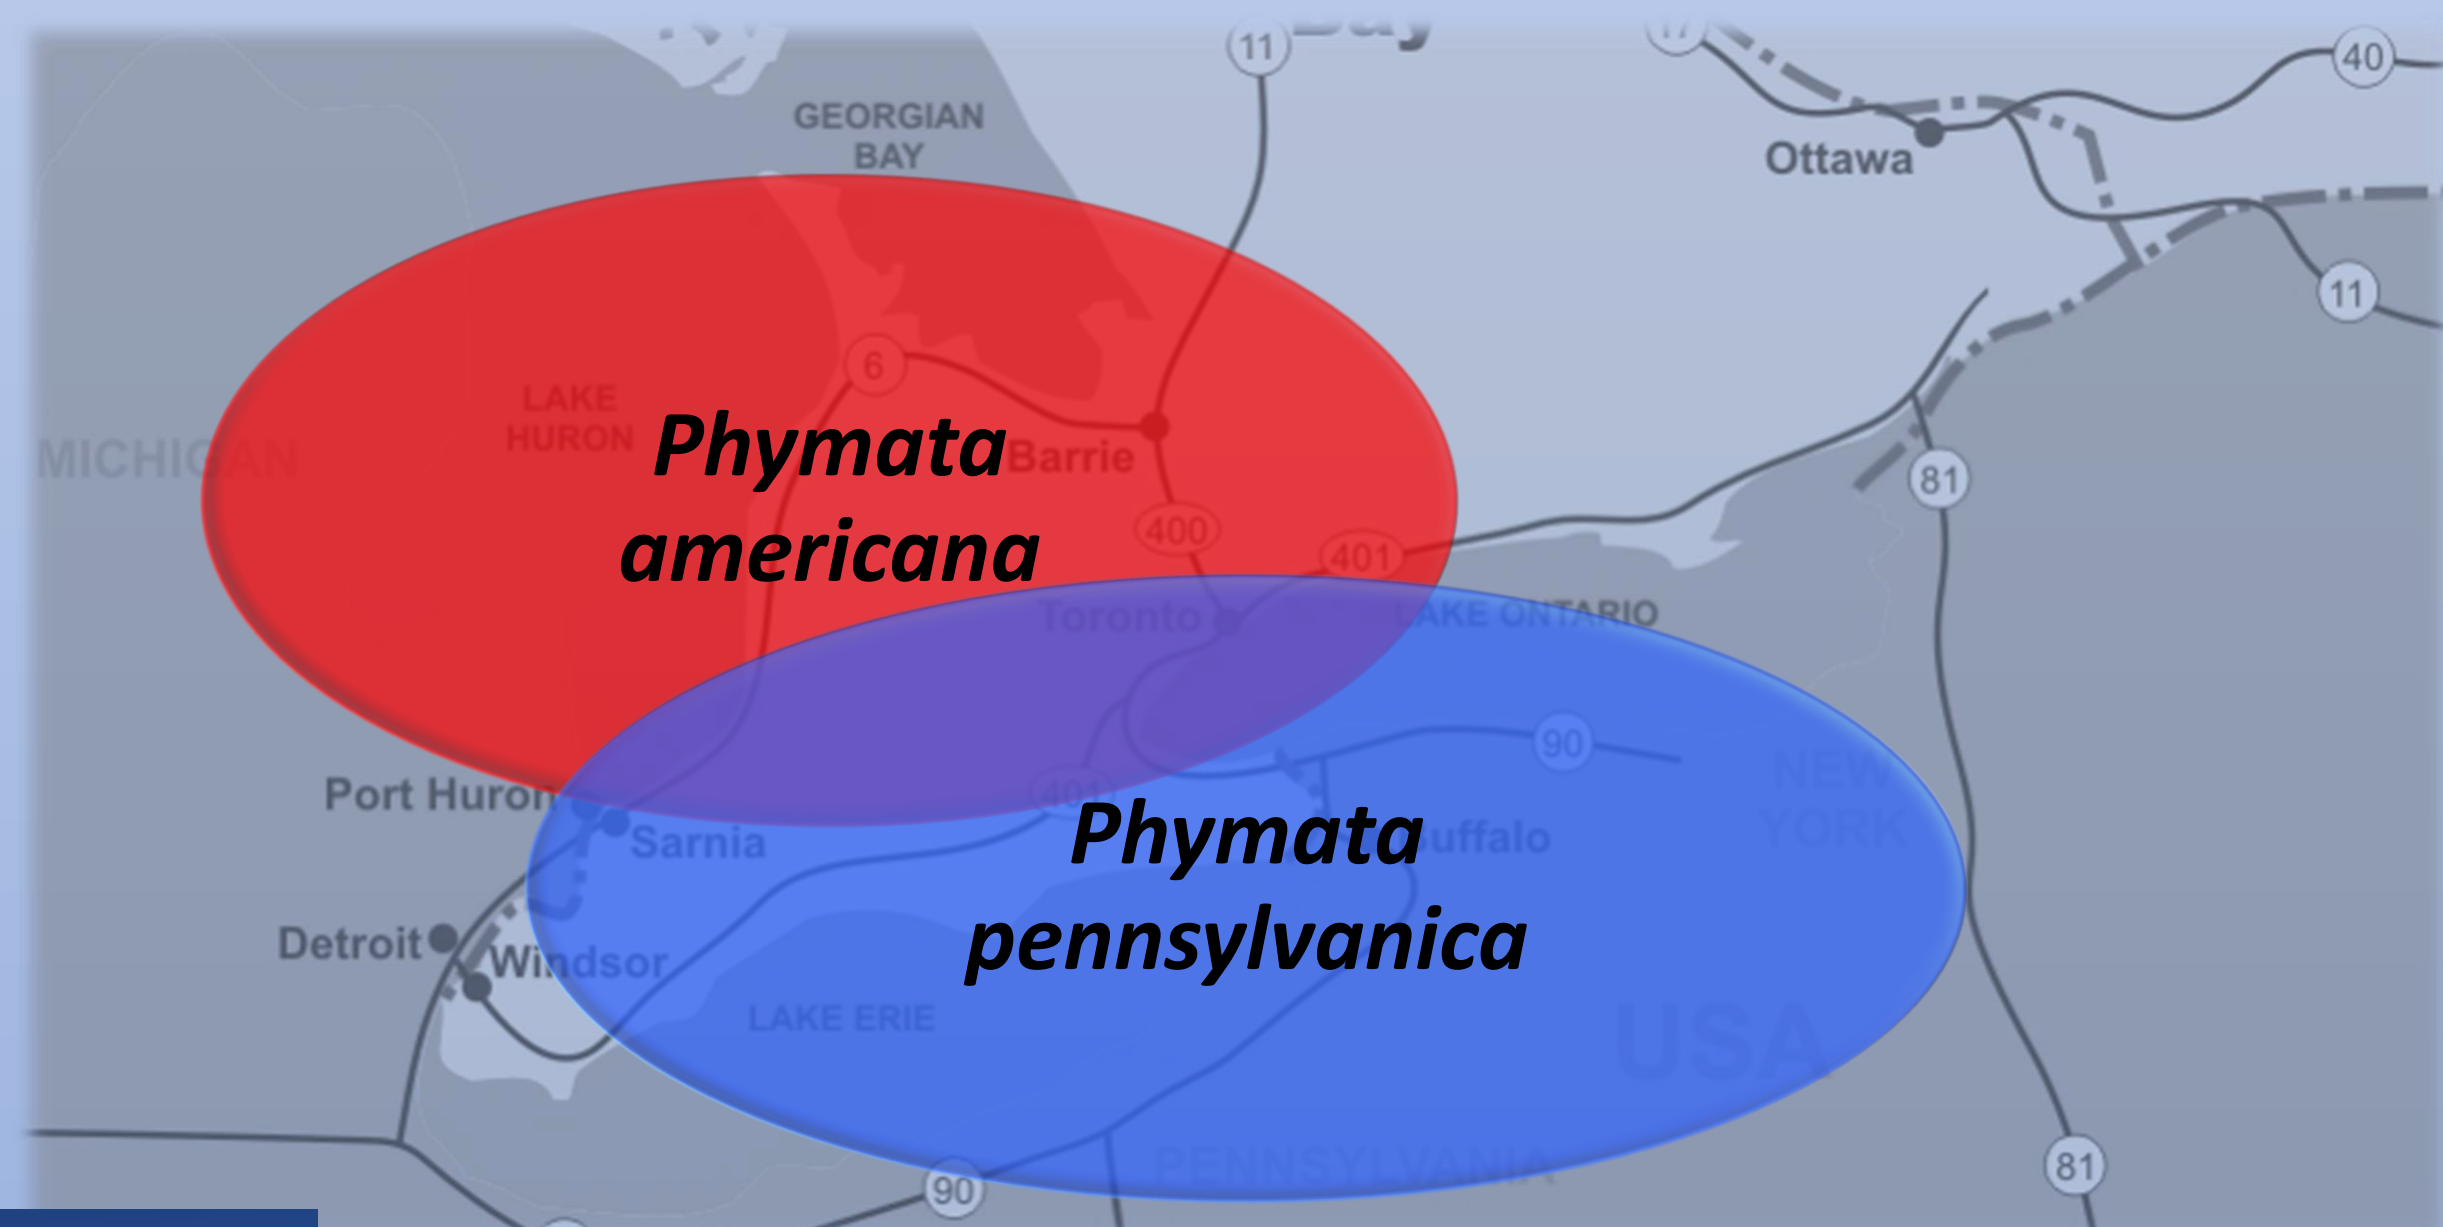 Bay
11
17
40
GEORGIAN
BAY
Ottawa
11
6
LAKE
HURON
MICHIGAN
Phymata
americana
Barrie
400
401
81
Toronto
LAKE ONTARIO
90
NEW
YORK
Port Huron
401
Sarnia
Phymata
pennsylvanica
Buffalo
Detroit
Windsor
LAKE ERIE
USA
PENNSYLVANIA
90
81